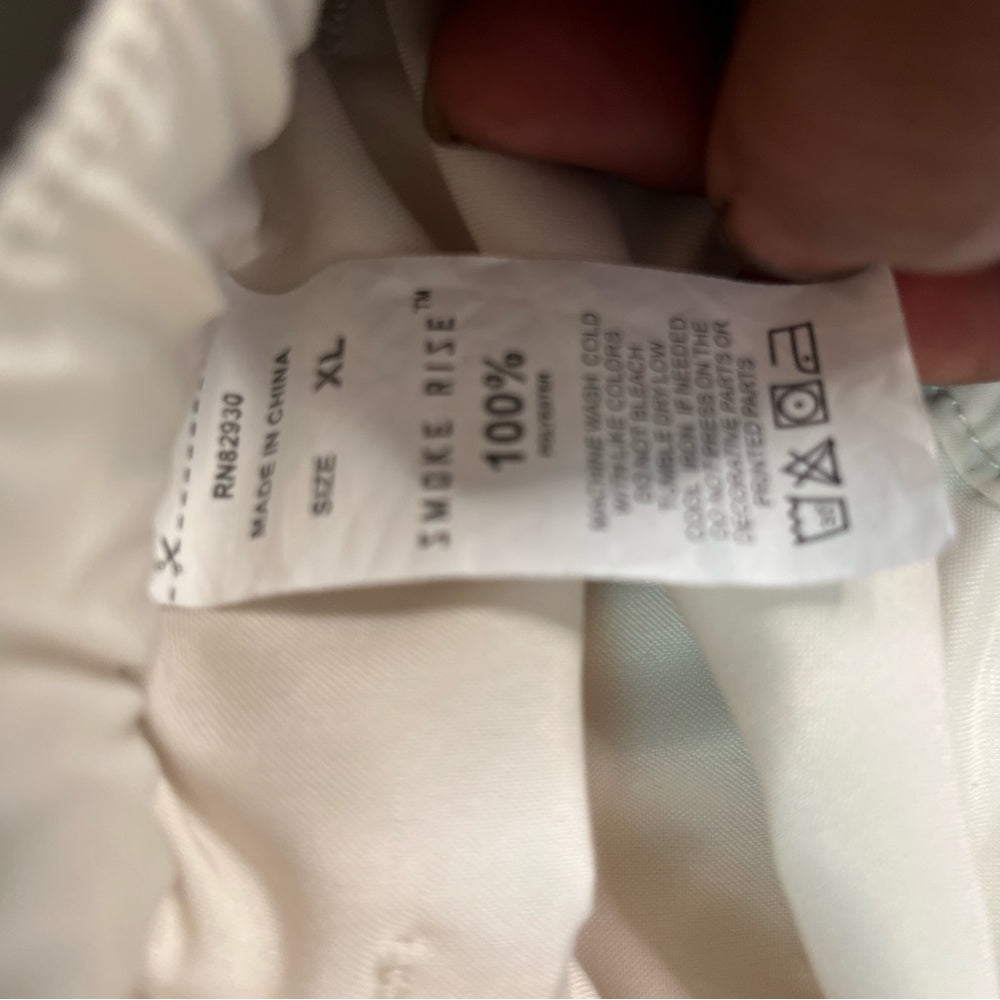 RN82930
MADE IN CHINA
SIZE XL
SMOKE RISE™
100%
POLYESTER
MACHINE WASH COLD
WITH LIKE COLORS
DO NOT BLEACH
TUMBLE DRY LOW
COOL IRON IF NEEDED
DO NOT PRESS ON THE
DECORATIVE PARTS OR
PRINTED PARTS
30